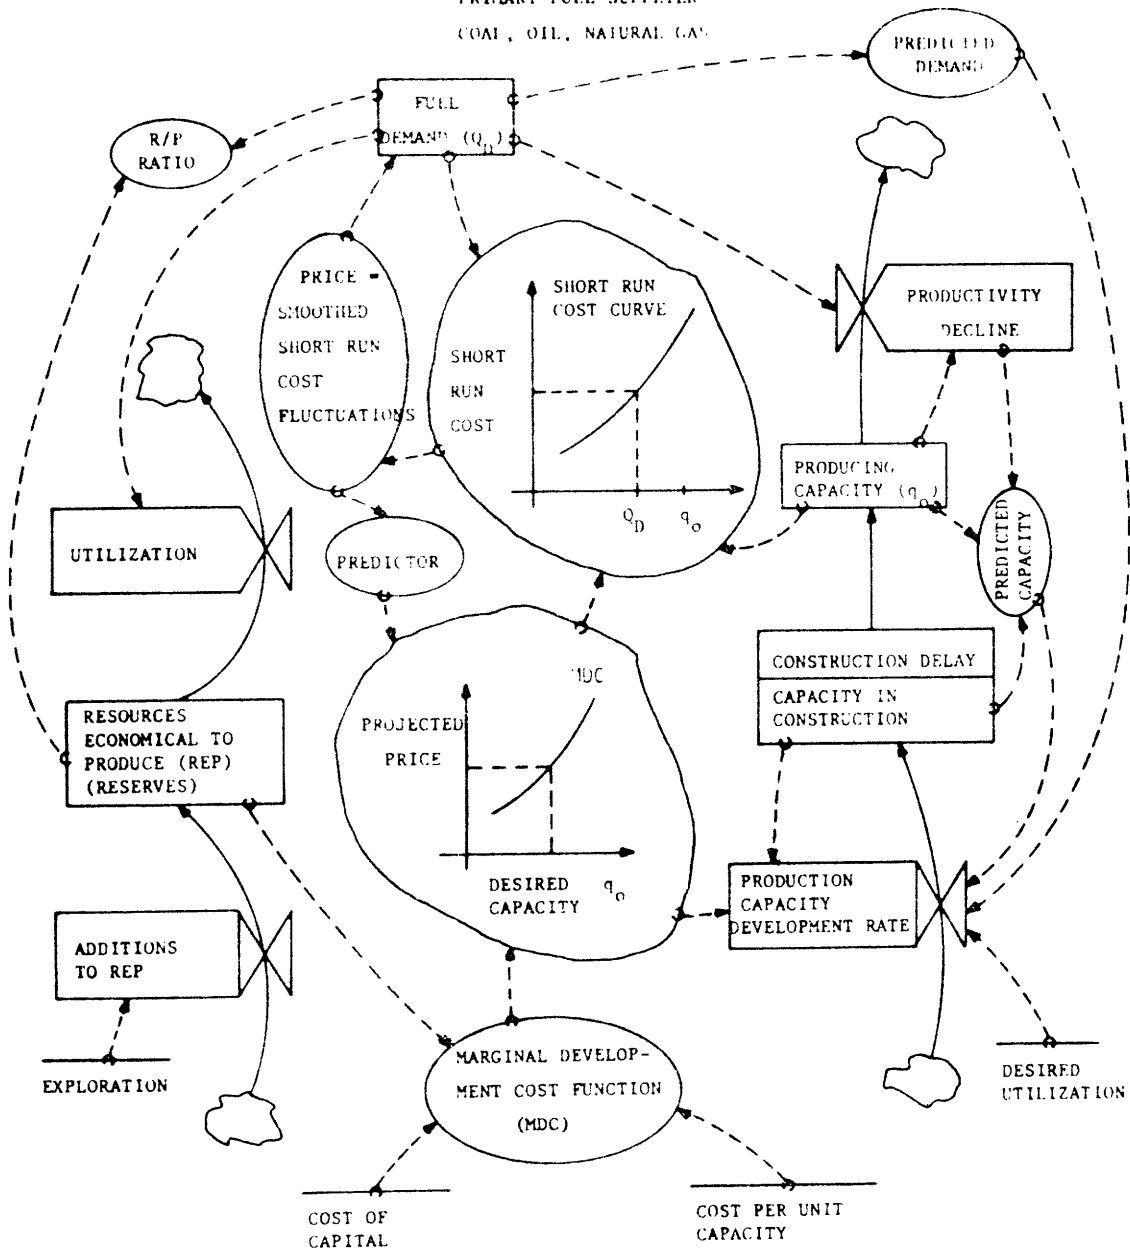 PRIMARY FUEL SUPPLIER
COAL, OIL, NATURAL GAS
PREDICTED
DEMAND
FUEL
DEMAND (Q_D)
R/P
RATIO
PRICE -
SMOOTHED
SHORT RUN
COST
FLUCTUATIONS
SHORT RUN
COST CURVE
SHORT
RUN
COST
Q_D
q_o
PRODUCTIVITY
DECLINE
PRODUCING
CAPACITY (q_o)
PREDICTED
CAPACITY
UTILIZATION
PREDICTOR
CONSTRUCTION DELAY
CAPACITY IN
CONSTRUCTION
RESOURCES
ECONOMICAL TO
PRODUCE (REP)
(RESERVES)
MDC
PROJECTED
PRICE
DESIRED
CAPACITY
q_o
PRODUCTION
CAPACITY
DEVELOPMENT RATE
ADDITIONS
TO REP
EXPLORATION
MARGINAL DEVELOP-
MENT COST FUNCTION
(MDC)
DESIRED
UTILIZATION
COST OF
CAPITAL
COST PER UNIT
CAPACITY